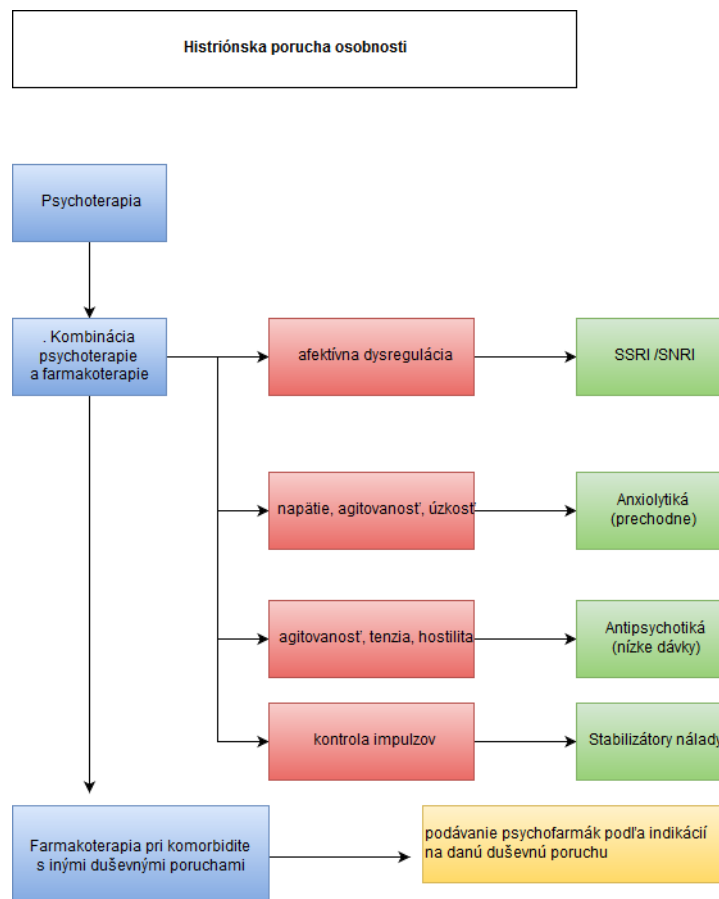 Histriónska porucha osobnosti
Psychoterapia
. Kombinácia
psychoterapie
a farmakoterapie
afektívna dysregulácia
SSRI /SNRI
napätie, agitovanosť, úzkosť
Anxiolytiká
(prechodne)
agitovanosť, tenzia, hostilita
Antipsychotiká
(nízke dávky)
kontrola impulzov
Stabilizátory nálady
Farmakoterapia pri komorbidite
s inými duševnými poruchami
podávanie psychofarmák podľa indikácií
na danú duševnú poruchu